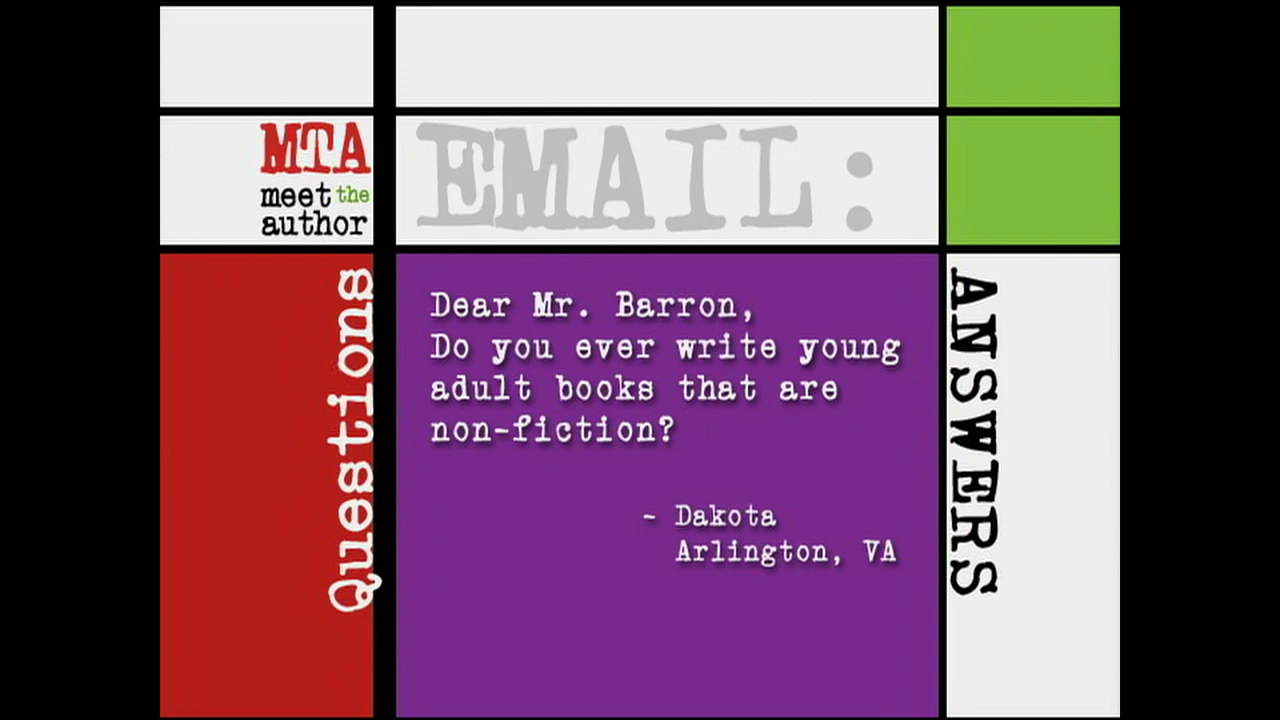 MTA
meet the
author
EMAIL:
Questions
Dear Mr. Barron,
Do you ever write young
adult books that are
non-fiction?
- Dakota
Arlington, VA
ANSWERS